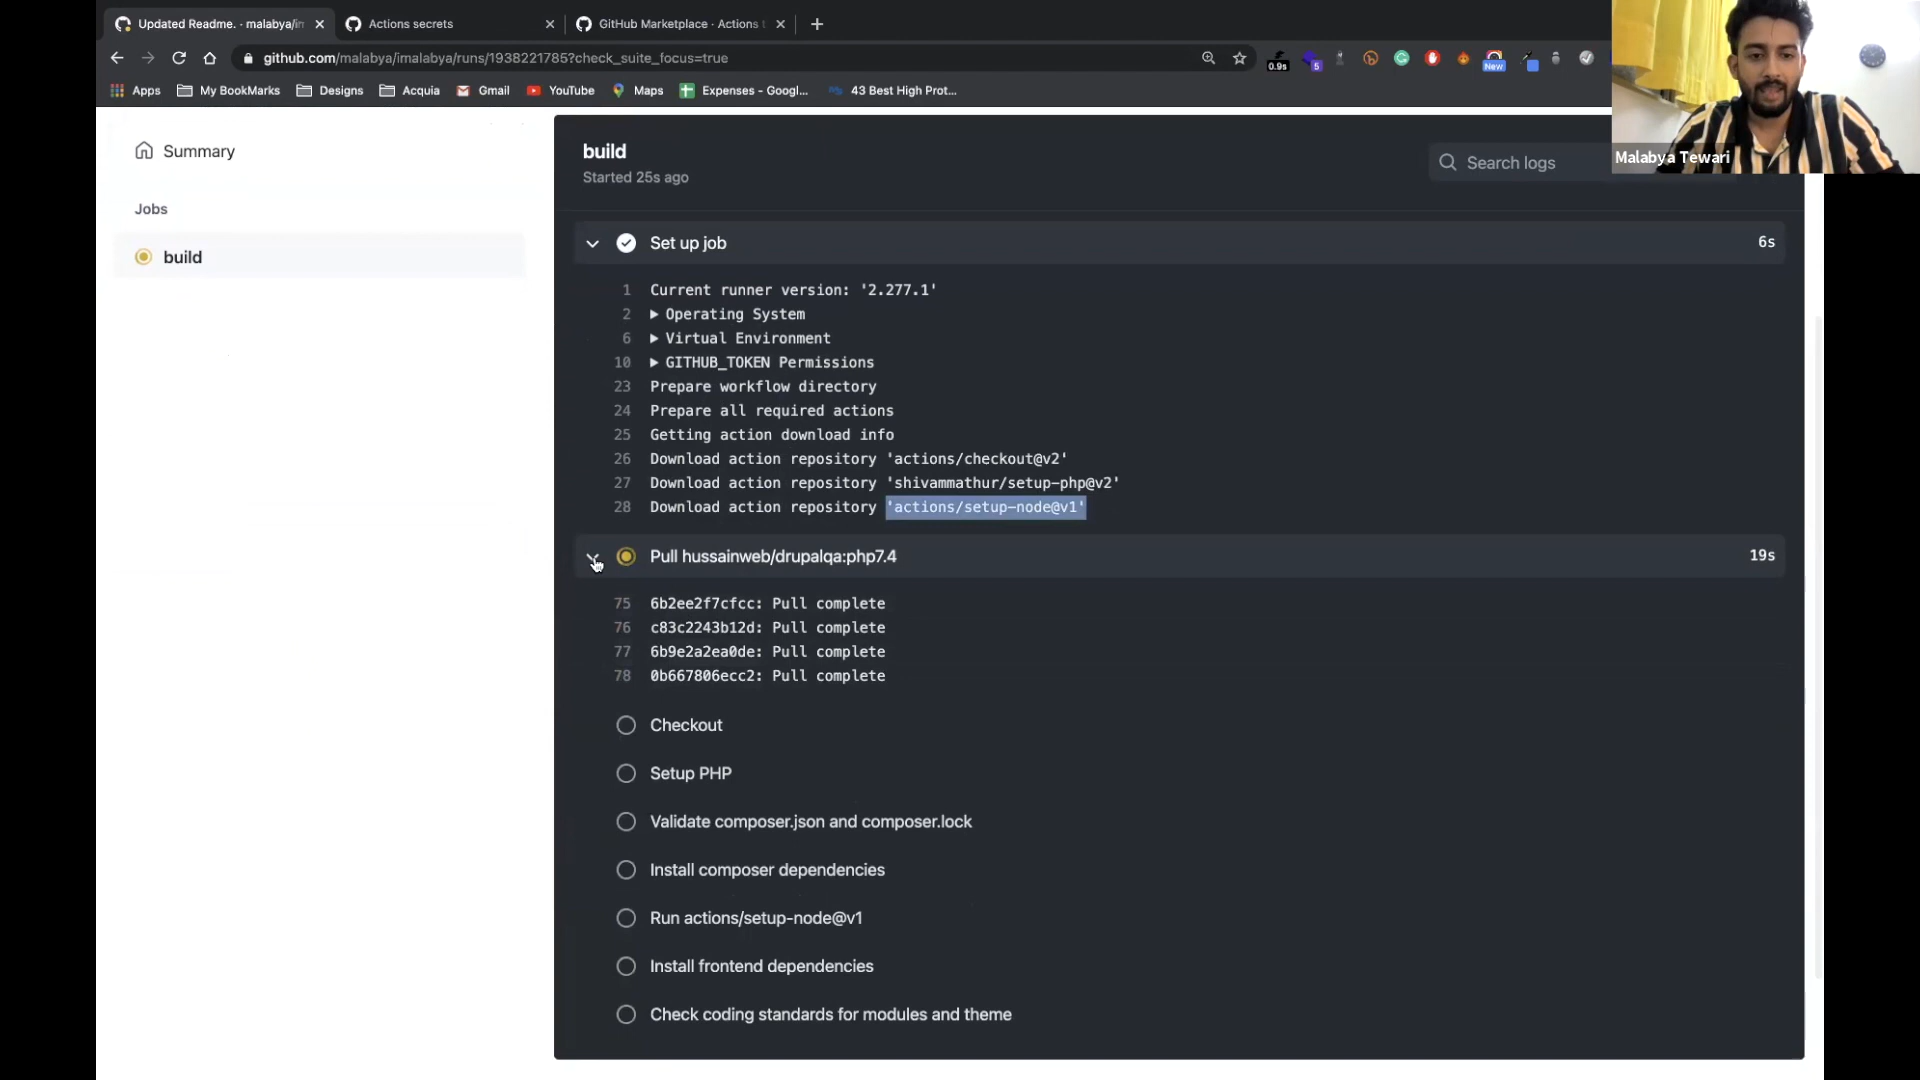 Updated Readme. · malabya/in
Actions secrets
GitHub Marketplace · Actions t
github.com/malabya/imalabya/runs/1938221785?check_suite_focus=true
0.9s
5
New
Apps
My BookMarks
Designs
Acquia
Gmail
YouTube
Maps
Expenses - Googl...
43 Best High Prot...
Malabya Tewari
Summary
Jobs
build
build
Started 25s ago
Search logs
Set up job
6s
1 Current runner version: '2.277.1'
2 Operating System
6 Virtual Environment
10 GITHUB_TOKEN Permissions
23 Prepare workflow directory
24 Prepare all required actions
25 Getting action download info
26 Download action repository 'actions/checkout@v2'
27 Download action repository 'shivammathur/setup-php@v2'
28 Download action repository 'actions/setup-node@v1'
Pull hussainweb/drupalqa:php7.4
19s
75 6b2ee2f7cfcc: Pull complete
76 c83c2243b12d: Pull complete
77 6b9e2a2ea0de: Pull complete
78 0b667806ecc2: Pull complete
Checkout
Setup PHP
Validate composer.json and composer.lock
Install composer dependencies
Run actions/setup-node@v1
Install frontend dependencies
Check coding standards for modules and theme